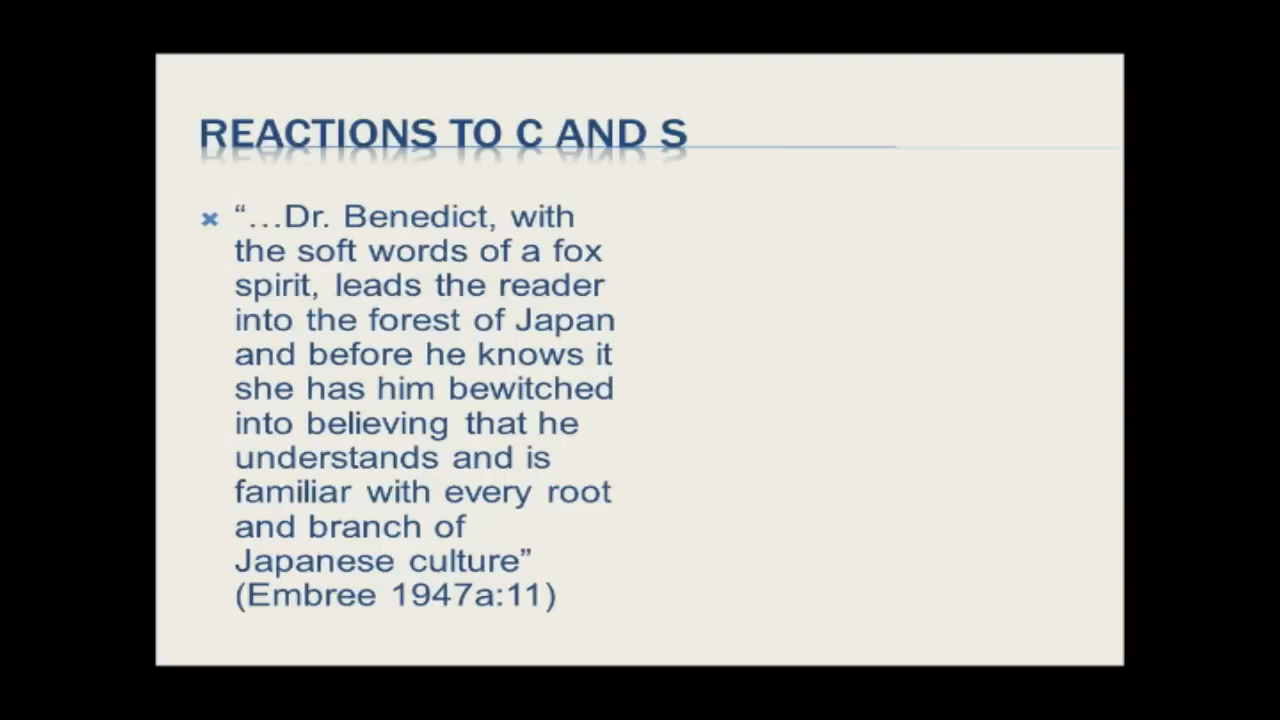 REACTIONS TO C AND S
“…Dr. Benedict, with
the soft words of a fox
spirit, leads the reader
into the forest of Japan
and before he knows it
she has him bewitched
into believing that he
understands and is
familiar with every root
and branch of
Japanese culture”
(Embree 1947a:11)